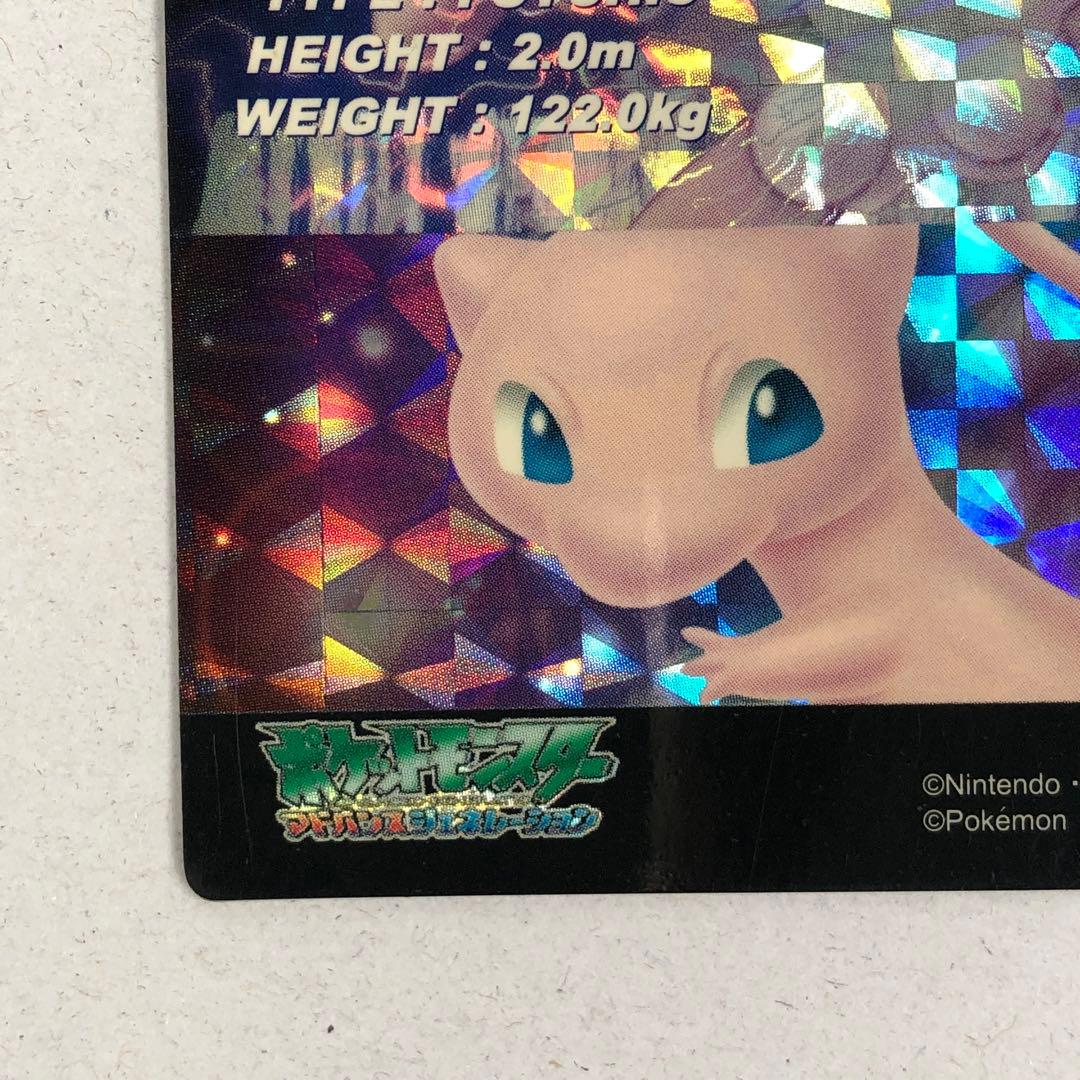 HEIGHT : 2.0m
WEIGHT : 122.0kg
ポケットモンスター
アドバンスジェネレーション
©Nintendo・
©Pokémon